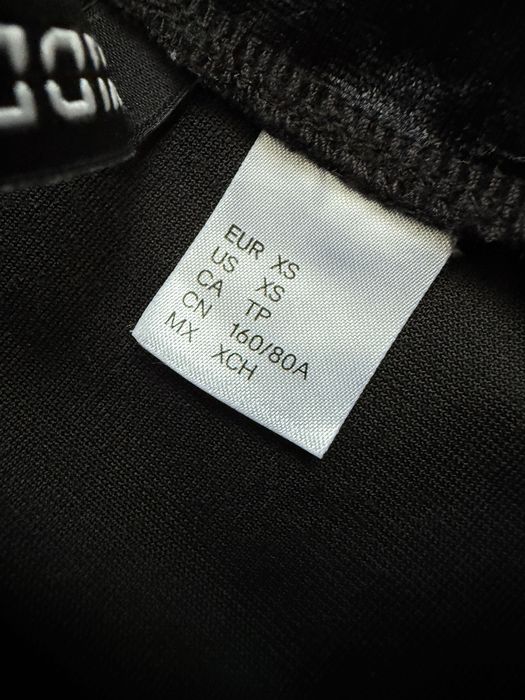 EUR XS
US XS
CA TP
CN 160/80A
MX XCH